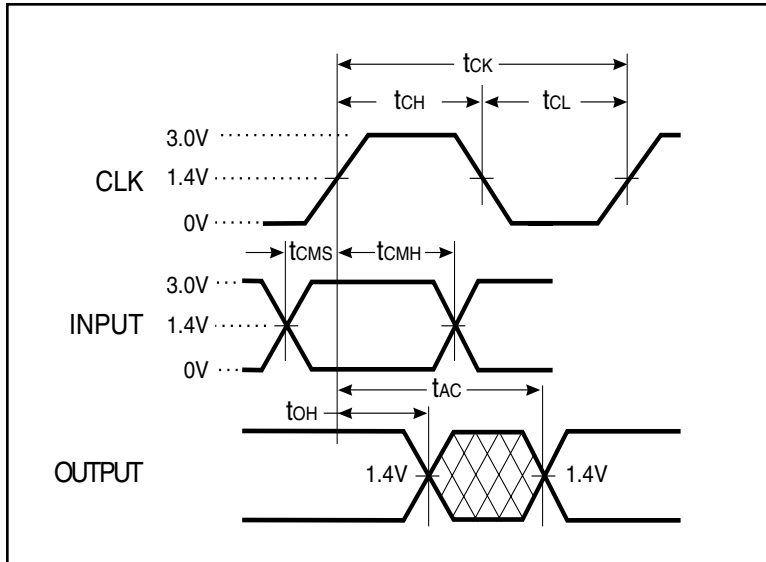 tCK
tCH tCL
3.0V
CLK 1.4V
0V
tCMS tCMH
3.0V
INPUT 1.4V
0V
tAC
tOH
OUTPUT 1.4V 1.4V